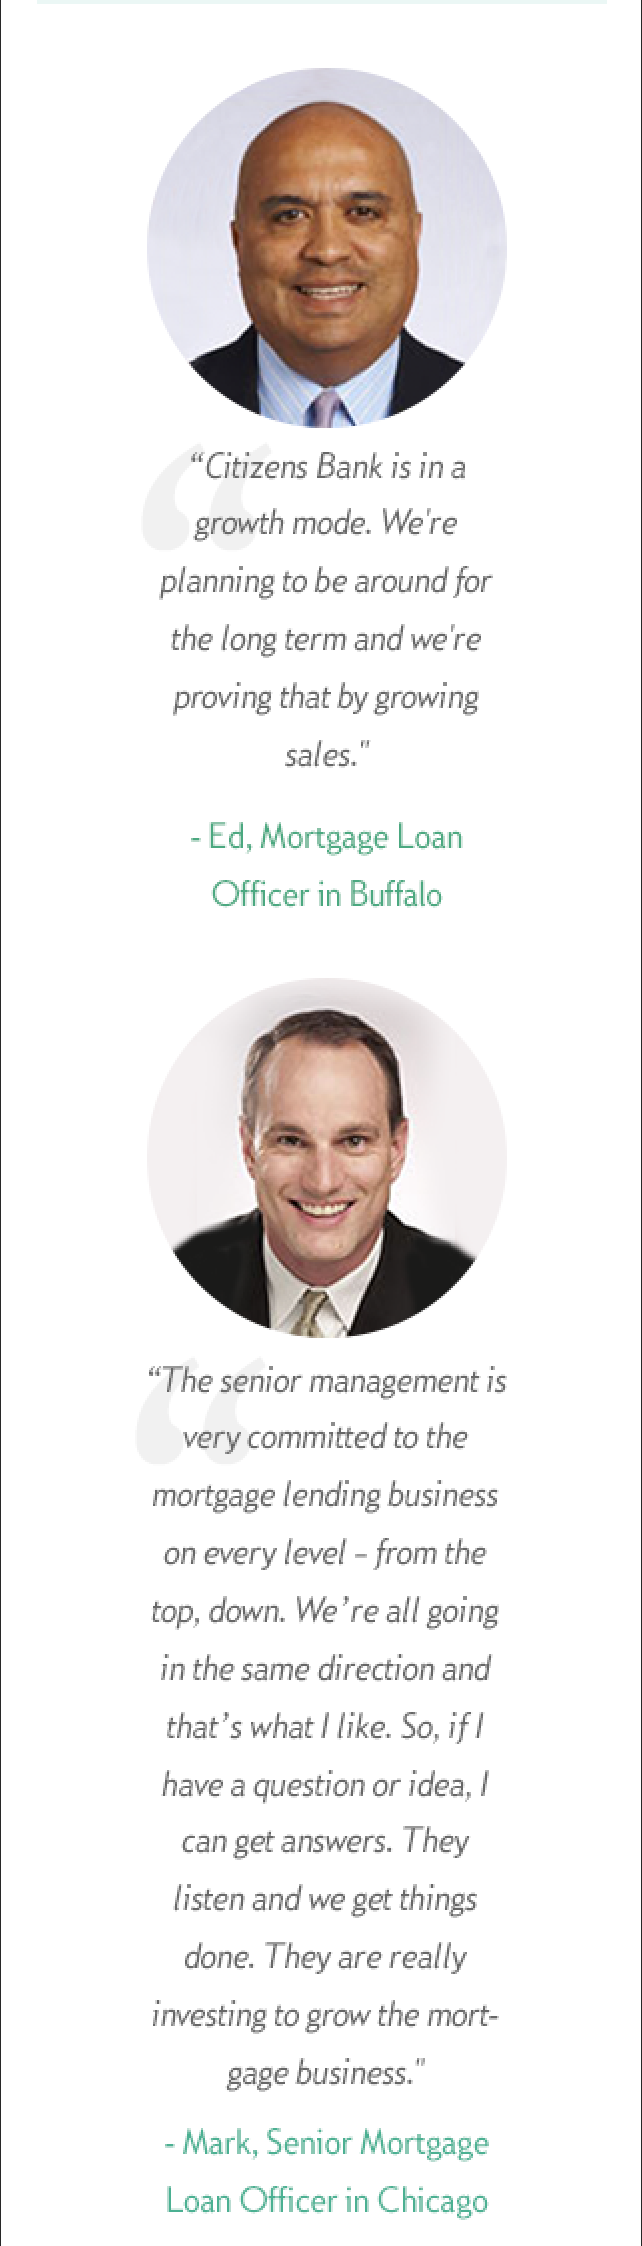 “Citizens Bank is in a
growth mode. We're
planning to be around for
the long term and we're
proving that by growing
sales."
- Ed, Mortgage Loan
Officer in Buffalo
“The senior management is
very committed to the
mortgage lending business
on every level – from the
top, down. We’re all going
in the same direction and
that’s what I like. So, if I
have a question or idea, I
can get answers. They
listen and we get things
done. They are really
investing to grow the mort-
gage business."
- Mark, Senior Mortgage
Loan Officer in Chicago